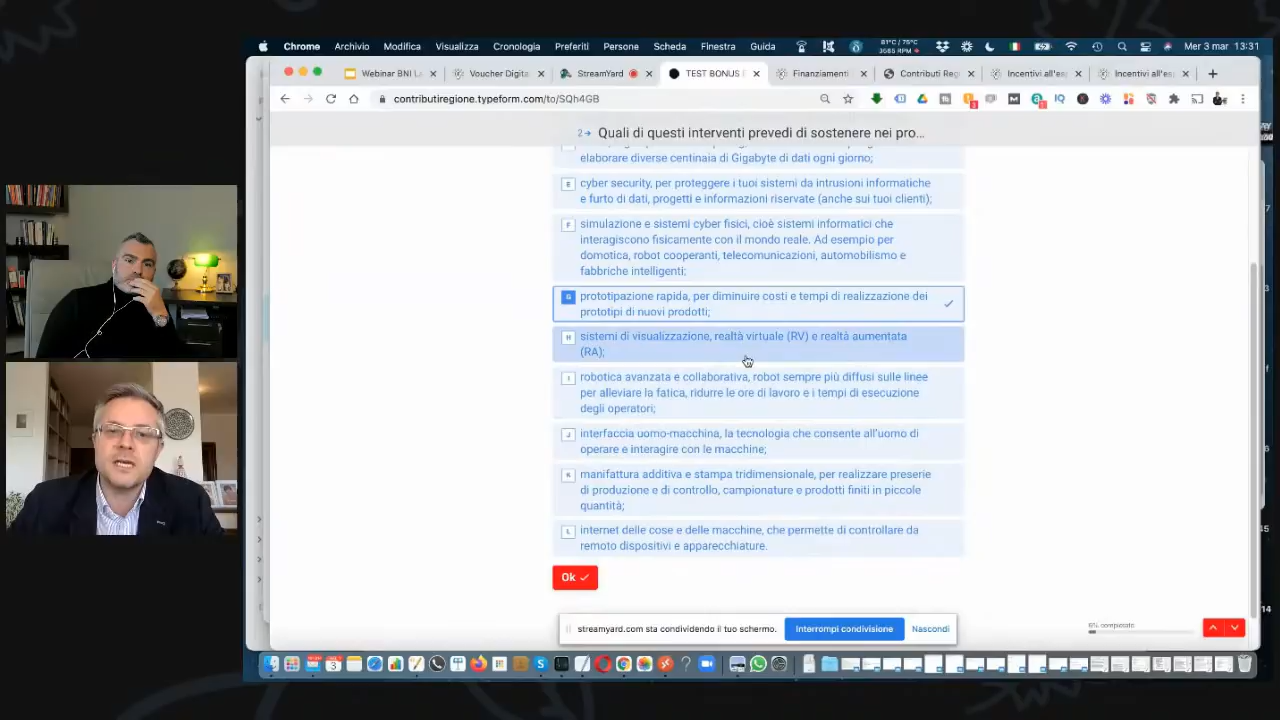 Chrome Archivio Modifica Visualizza Cronologia Preferiti Persone Scheda Finestra Guida Mer 3 mar 13:31
Webinar BNI La Voucher Digita StreamYard TEST BONUS Finanziamenti Contributi Reg Incentivi all'es Incentivi all'es
contributiregione.typeform.com/to/SQh4GB
2→ Quali di questi interventi prevedi di sostenere nei pro...
elaborare diverse centinaia di Gigabyte di dati ogni giorno;
E cyber security, per proteggere i tuoi sistemi da intrusioni informatiche
e furto di dati, progetti e informazioni riservate (anche sui tuoi clienti);
F simulazione e sistemi cyber fisici, cioè sistemi informatici che
interagiscono fisicamente con il mondo reale. Ad esempio per
domotica, robot cooperanti, telecomunicazioni, automobilismo e
fabbriche intelligenti;
G prototipazione rapida, per diminuire costi e tempi di realizzazione dei
prototipi di nuovi prodotti;
H sistemi di visualizzazione, realtà virtuale (RV) e realtà aumentata
(RA);
I robotica avanzata e collaborativa, robot sempre più diffusi sulle linee
per alleviare la fatica, ridurre le ore di lavoro e i tempi di esecuzione
degli operatori;
J interfaccia uomo-macchina, la tecnologia che consente all'uomo di
operare e interagire con le macchine;
K manifattura additiva e stampa tridimensionale, per realizzare preserie
di produzione e di controllo, campionature e prodotti finiti in piccole
quantità;
L internet delle cose e delle macchine, che permette di controllare da
remoto dispositivi e apparecchiature.
Ok
streamyard.com sta condividendo il tuo schermo. Interrompi condivisione Nascondi
6% completato